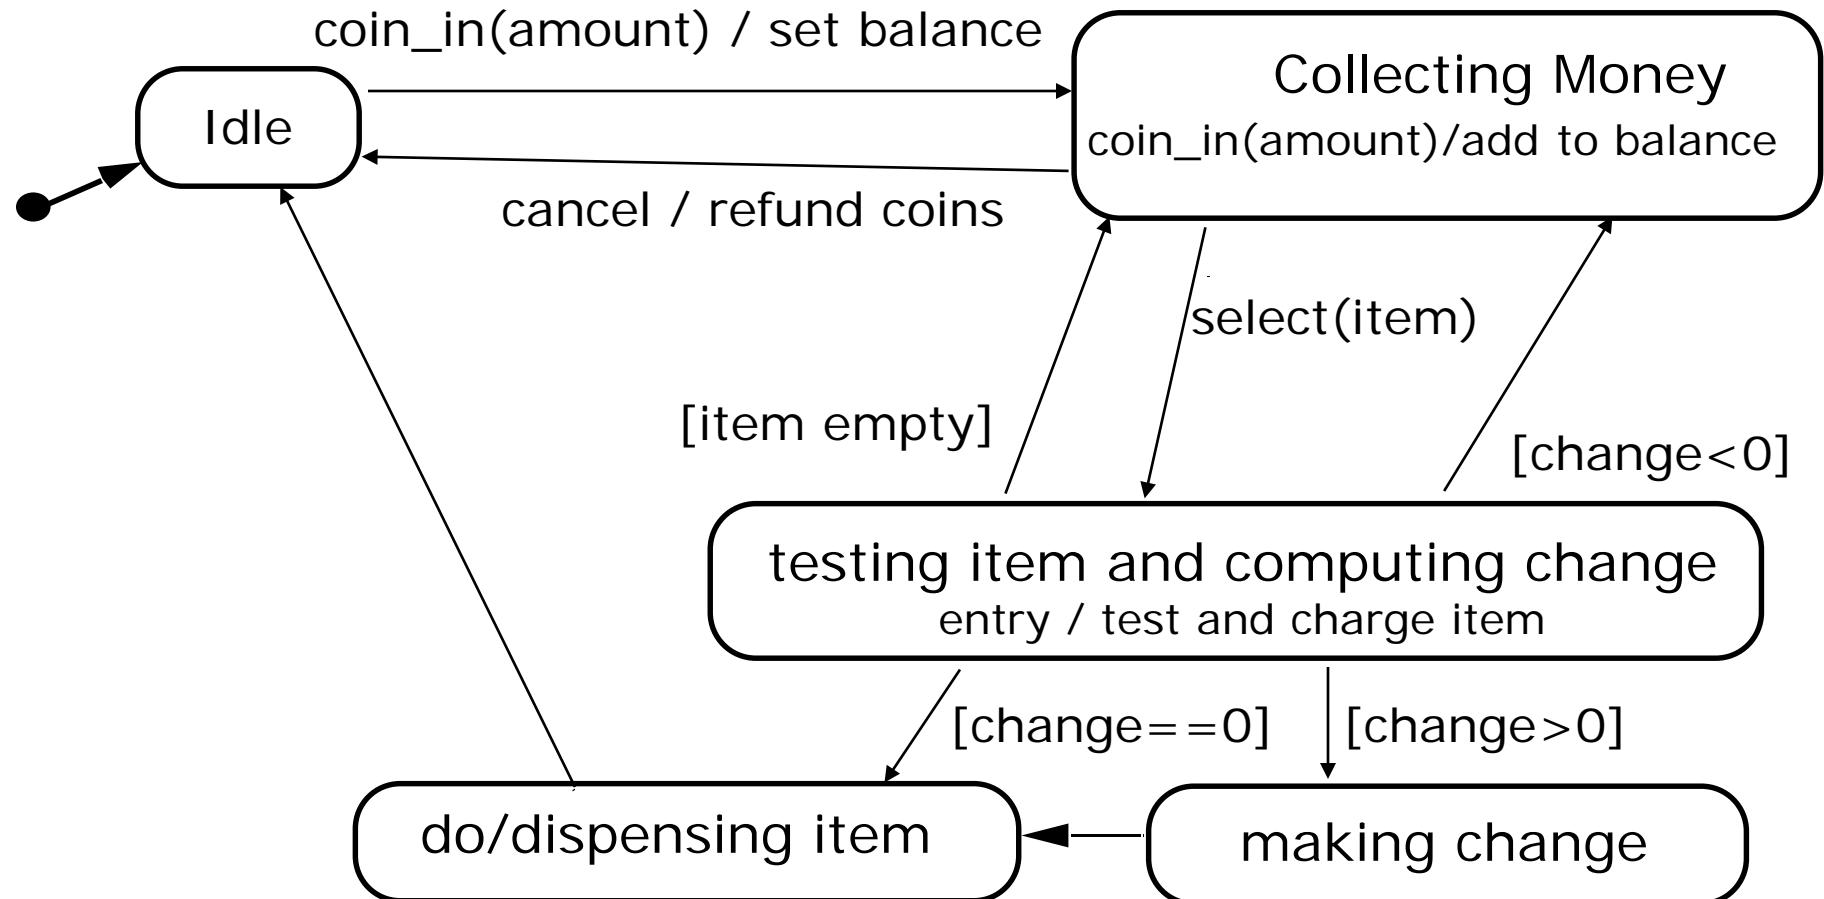 coin_in(amount) / set balance
Idle
Collecting Money
coin_in(amount)/add to balance
cancel / refund coins
select(item)
[item empty]
[change<0]
testing item and computing change
entry / test and charge item
[change==0]
[change>0]
do/dispensing item
making change